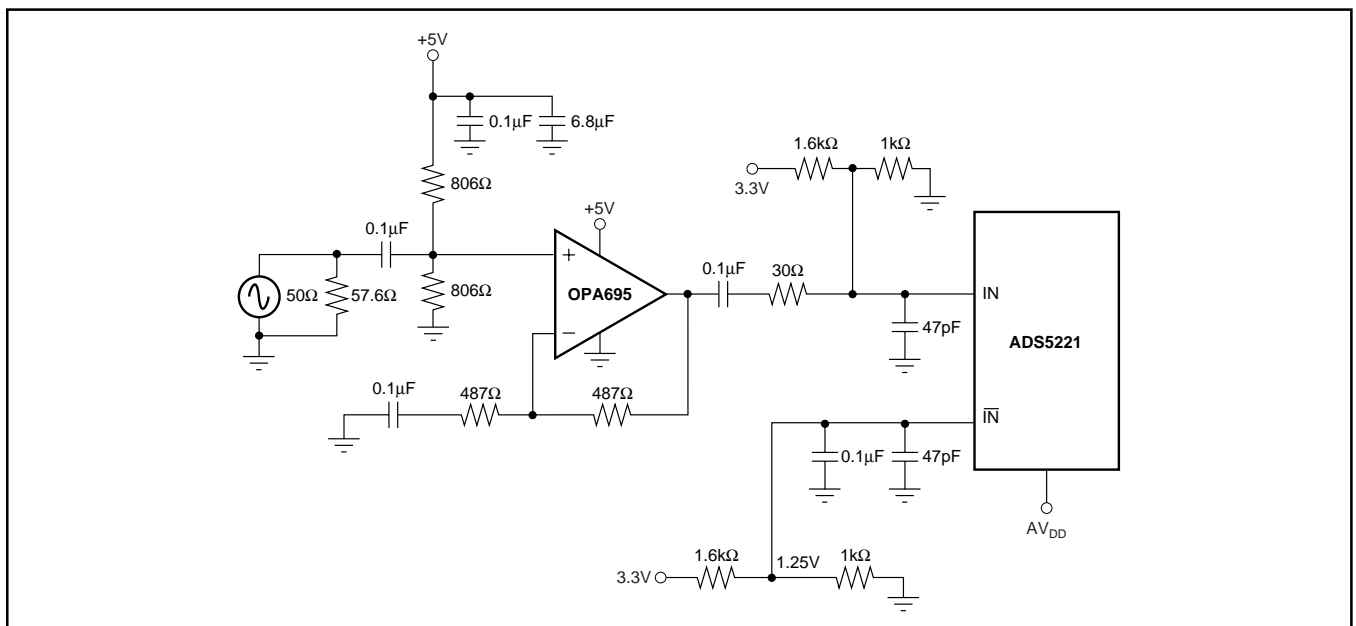 +5V
0.1μF
6.8μF
806Ω
1.6kΩ
1kΩ
3.3V
+5V
0.1μF
50Ω
57.6Ω
806Ω
+
−
OPA695
0.1μF
30Ω
IN
47pF
ADS5221
0.1μF
487Ω
487Ω
I̅N̅
0.1μF
47pF
AVDD
3.3V
1.6kΩ
1.25V
1kΩ